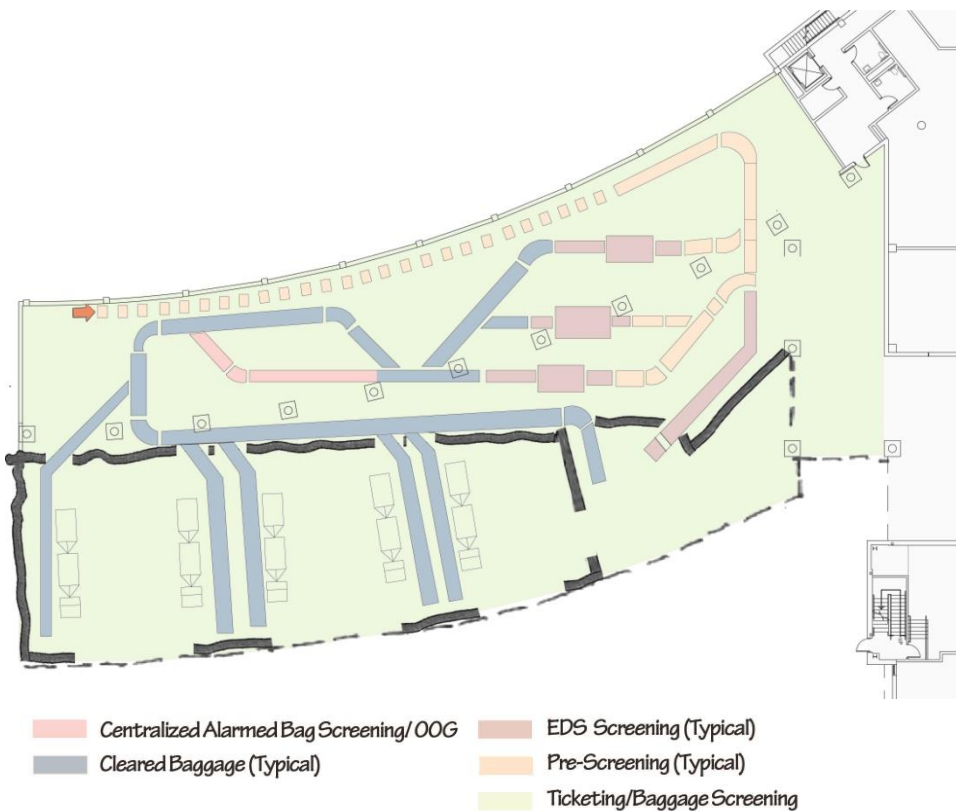 Centralized Alarmed Bag Screening/ OOG
Cleared Baggage (Typical)
EDS Screening (Typical)
Pre-Screening (Typical)
Ticketing/Baggage Screening